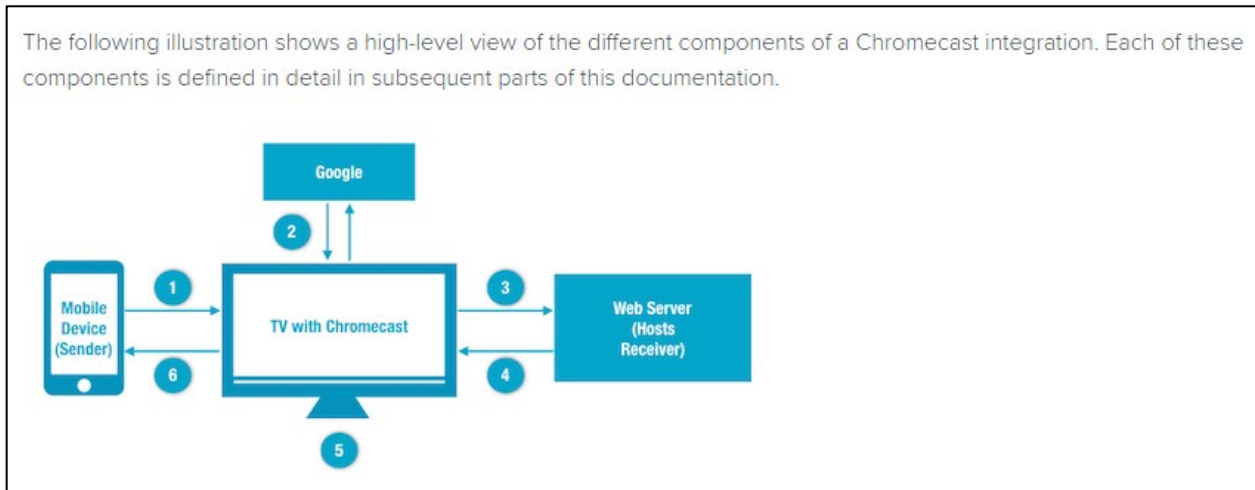 The following illustration shows a high-level view of the different components of a Chromecast integration. Each of these
components is defined in detail in subsequent parts of this documentation.
Google
2
1
3
Mobile
Device
(Sender)
TV with Chromecast
Web Server
(Hosts
Receiver)
6
4
5